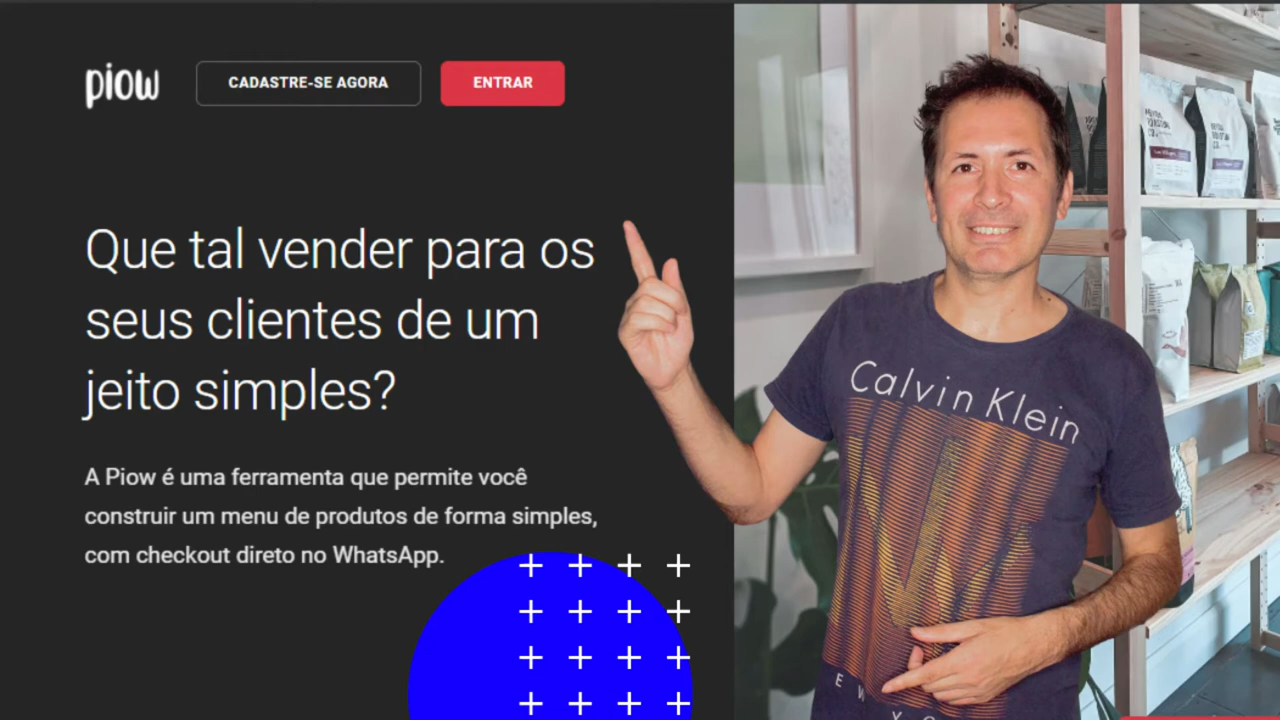 piow
CADASTRE-SE AGORA
ENTRAR
Que tal vender para os
seus clientes de um
jeito simples?
A Piow é uma ferramenta que permite você
construir um menu de produtos de forma simples,
com checkout direto no WhatsApp.
Calvin Klein